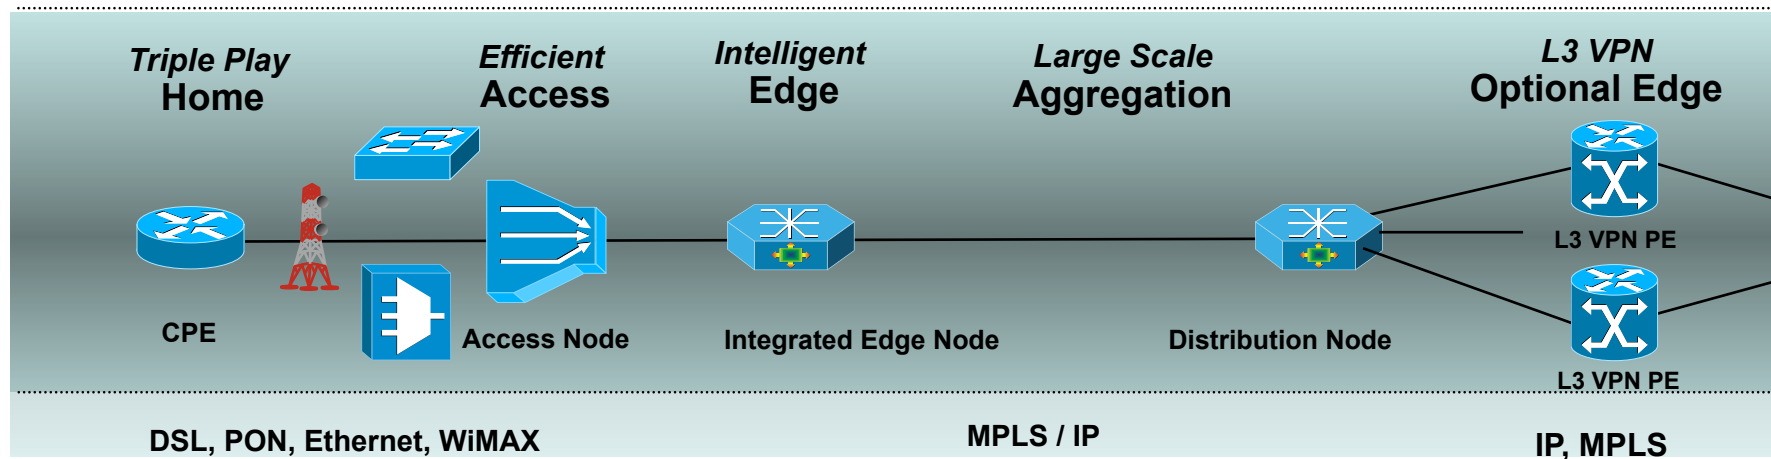 Triple Play
Home
Efficient
Access
Intelligent
Edge
Large Scale
Aggregation
L3 VPN
Optional Edge
L3 VPN PE
CPE
Access Node
Integrated Edge Node
Distribution Node
L3 VPN PE
DSL, PON, Ethernet, WiMAX
MPLS / IP
IP, MPLS